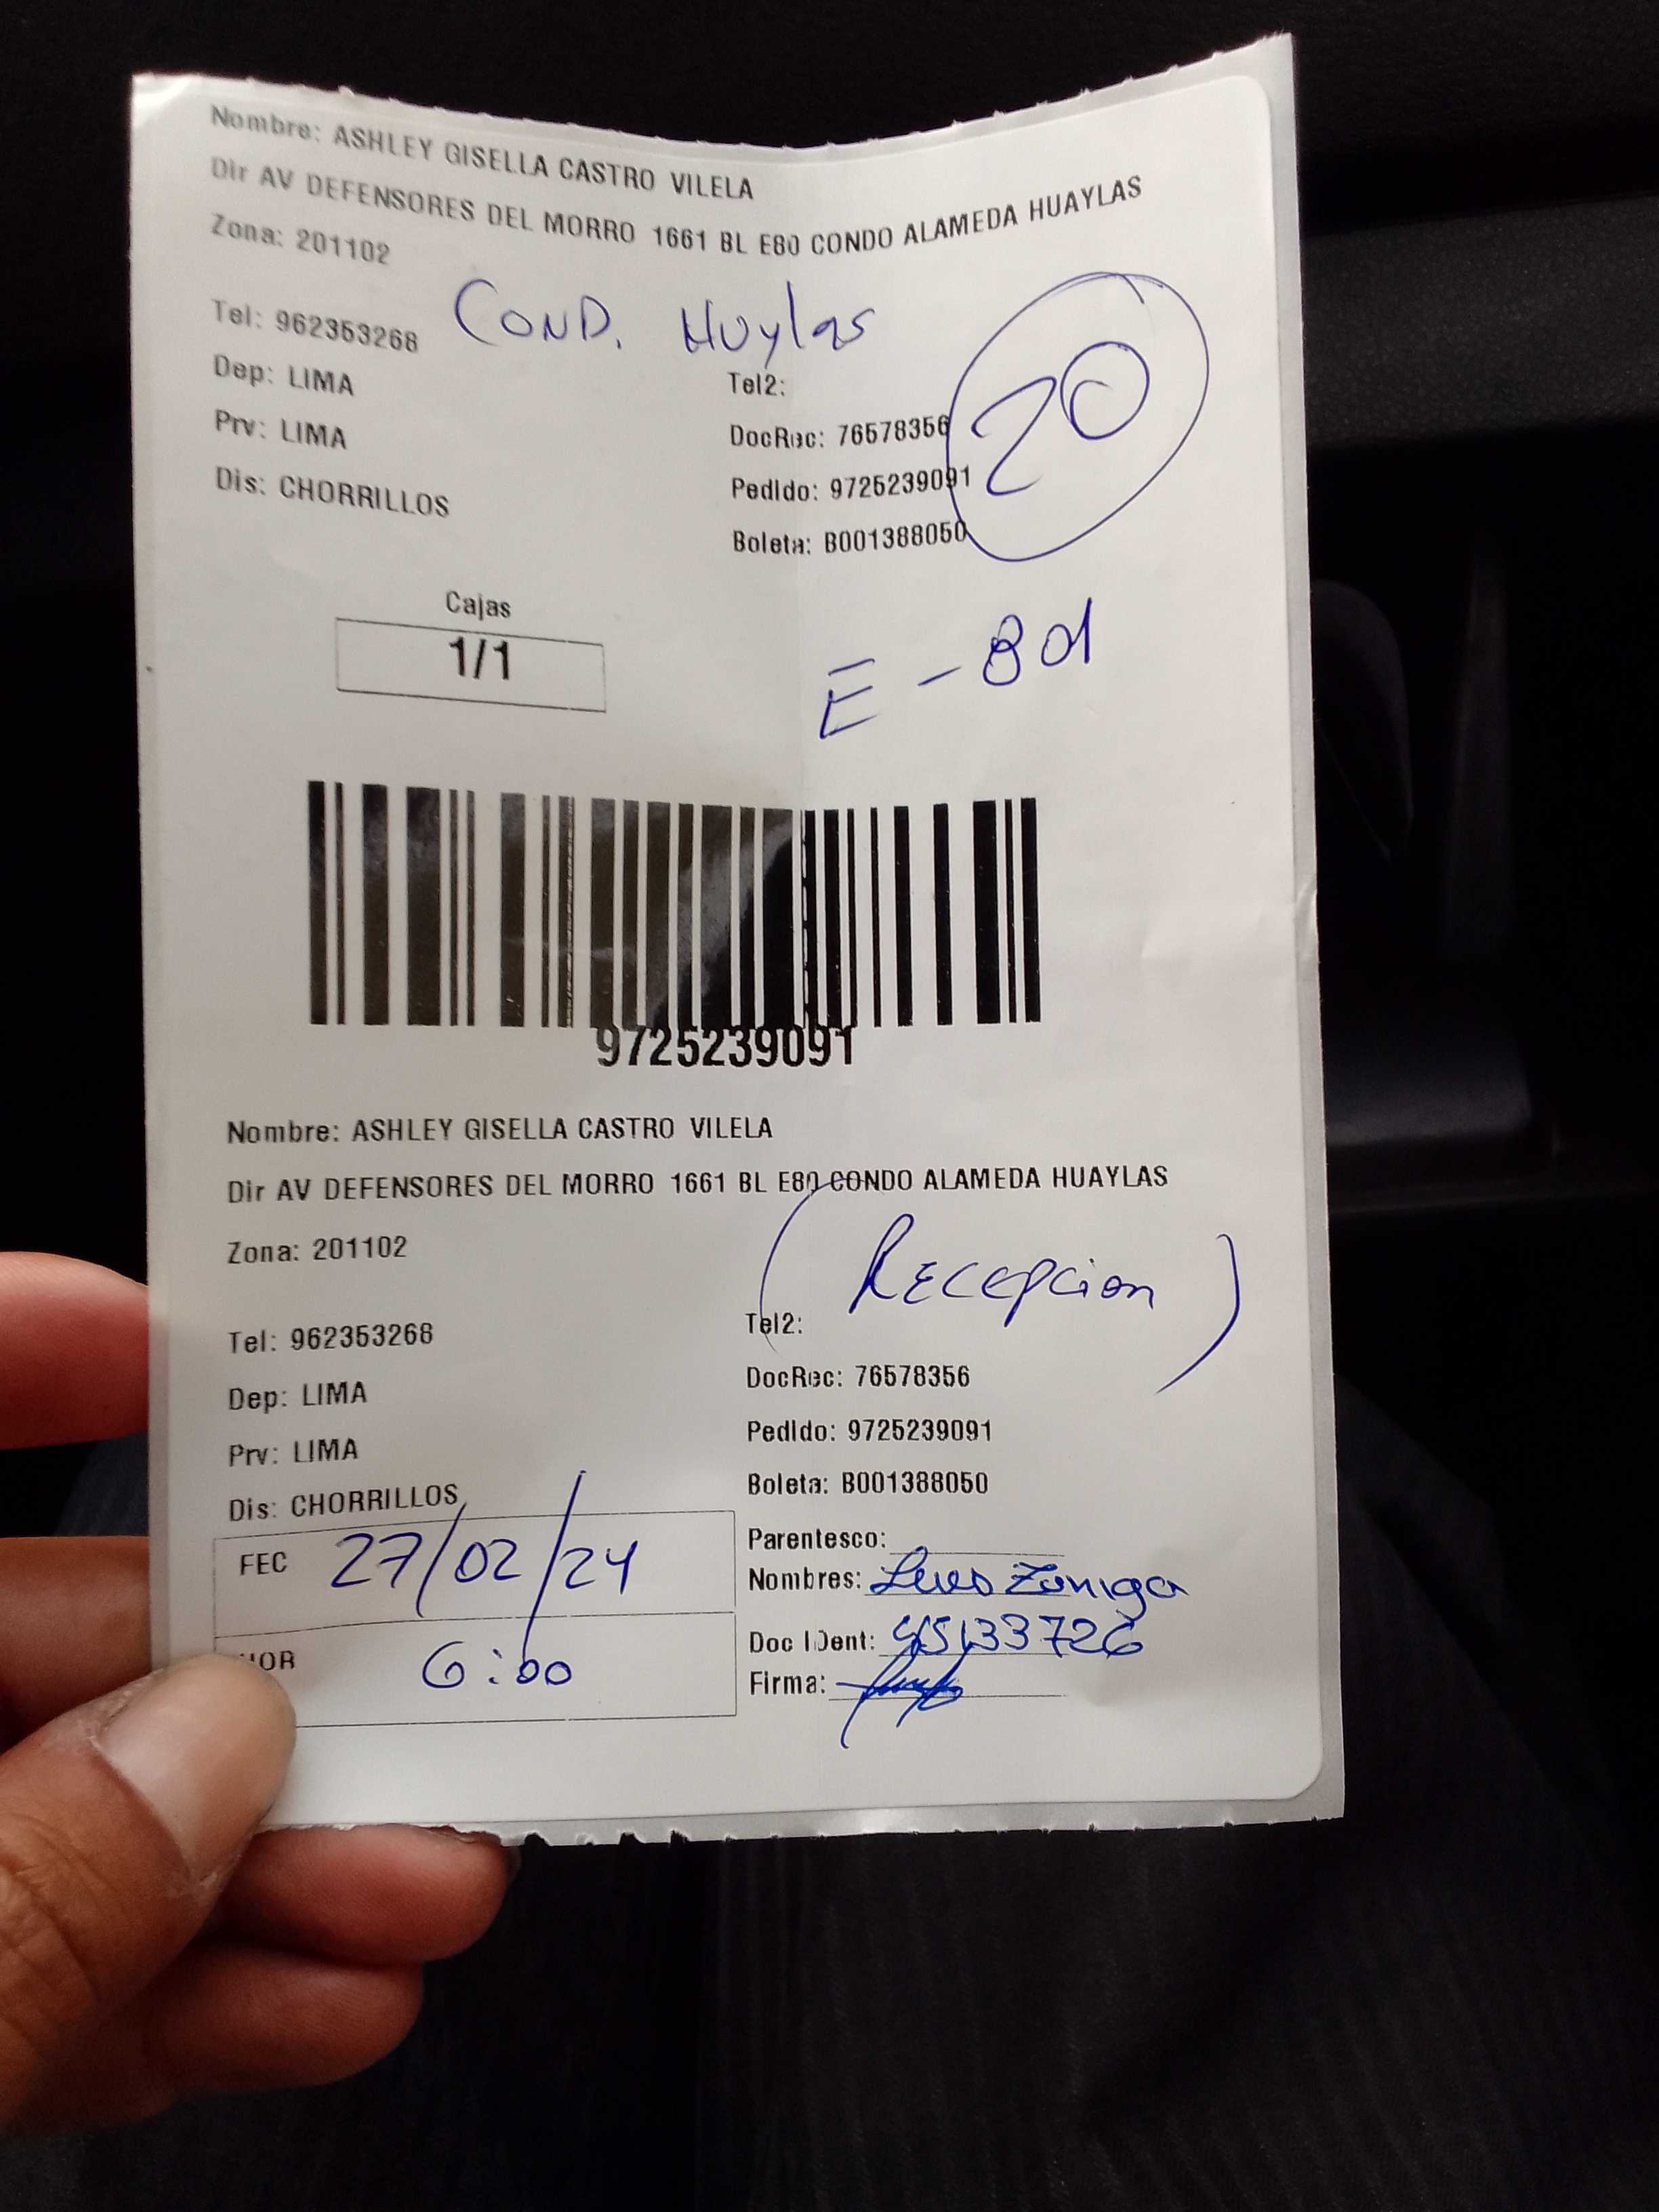 Nombre: ASHLEY GISELLA CASTRO VILELA
Dir AV DEFENSORES DEL MORRO 1661 BL E80 CONDO ALAMEDA HUAYLAS
Zona: 201102
COND. Huylas
Tel: 962353268
Dep: LIMA
Prv: LIMA
Dis: CHORRILLOS
Tel2:
DocRec: 76578356
Pedido: 9725239091
Boleta: B001388050
20
Cajas
1/1
E - 801
9725239091
Nombre: ASHLEY GISELLA CASTRO VILELA
Dir AV DEFENSORES DEL MORRO 1661 BL E80 CONDO ALAMEDA HUAYLAS
Zona: 201102
(Recepcion)
Tel: 962353268
Dep: LIMA
Prv: LIMA
Dis: CHORRILLOS
Tel2:
DocRec: 76578356
Pedido: 9725239091
Boleta: B001388050
FEC 27/02/24
HOR 6:00
Parentesco:
Nombres: Zuniga
Doc IDent: 45133726
Firma: